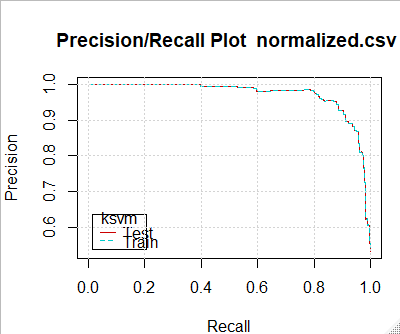 Precision/Recall Plot normalized.csv
Precision
1.0
0.9
0.8
0.7
0.6
ksvm
Test
Train
0.0 0.2 0.4 0.6 0.8 1.0
Recall